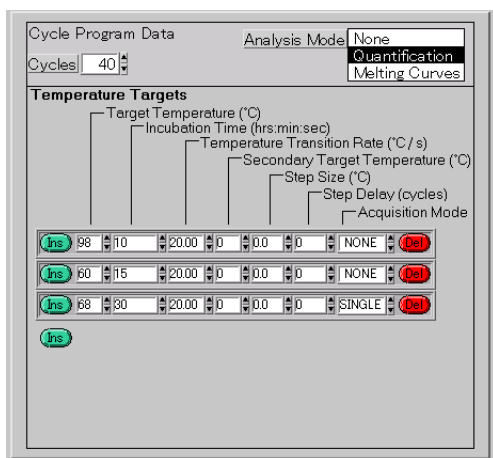 Cycle Program Data
Analysis Mode None
Quantification
Melting Curves
Cycles 40
Temperature Targets
Target Temperature (°C)
Incubation Time (hrs:min:sec)
Temperature Transition Rate (°C / s)
Secondary Target Temperature (°C)
Step Size (°C)
Step Delay (cycles)
Acquisition Mode
Ins 98 10 20.00 0 0.0 0 NONE Del
Ins 60 15 20.00 0 0.0 0 NONE Del
Ins 68 30 20.00 0 0.0 0 SINGLE Del
Ins